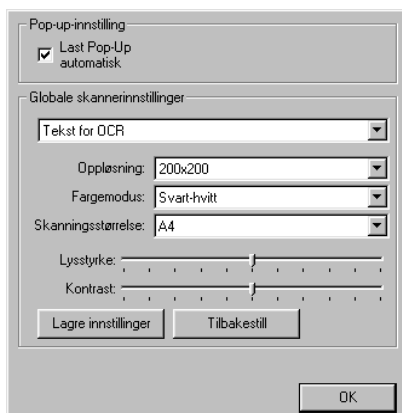 Pop-up-innstilling
Last Pop-Up
automatisk
Globale skannerinnstillinger
Tekst for OCR
Oppløsning: 200x200
Fargemodus: Svart-hvitt
Skanningsstørrelse: A4
Lysstyrke:
Kontrast:
Lagre innstillinger Tilbakestill
OK